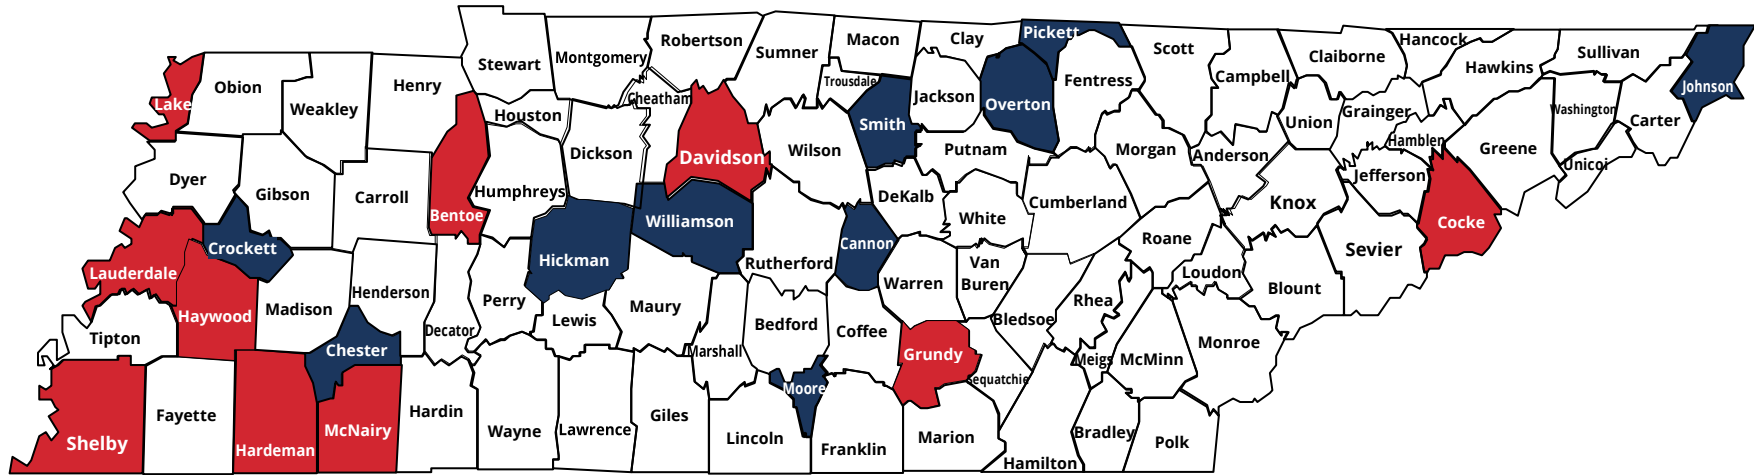 Pickett
Clay
Robertson
Macon
Hancock
Scott
Sumner
Sullivan
Montgomery
Claiborne
Stewart
Hawkins
Campbell
Fentress
Trousdale
Henry
Obion
Johnson
Jackson
Cheatham
Lake
Overton
Weakley
Washington
Grainger
Houston
Carter
Union
Smith
Hamblen
Greene
Putnam
Morgan
Wilson
Dickson
Anderson
Davidson
Unicoi
Jefferson
Dyer
Humphreys
Gibson
DeKalb
Carroll
Cumberland
Knox
Bentoe
White
Williamson
Cocke
Roane
Cannon
Crockett
Sevier
Hickman
Rutherford
Van
Buren
Loudon
Lauderdale
Warren
Blount
Henderson
Perry
Rhea
Maury
Madison
Haywood
Bledsoe
Lewis
Bedford
Decator
Coffee
Tipton
Monroe
Chester
Marshall
Grundy
Meigs
McMinn
Sequatchie
Moore
Hardin
Fayette
Giles
Lawrence
McNairy
Wayne
Bradley
Lincoln
Marion
Polk
Shelby
Franklin
Hardeman
Hamilton